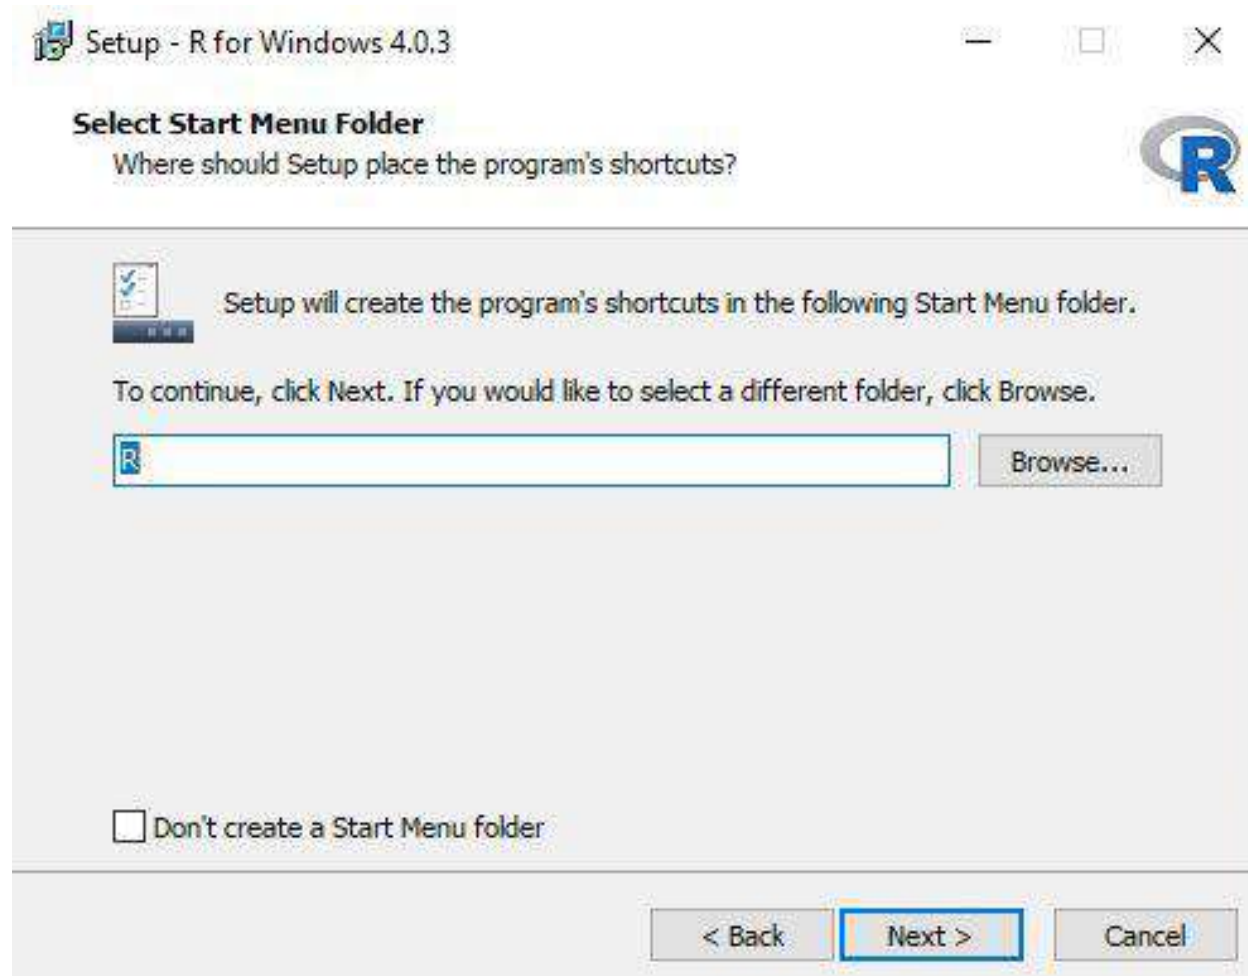 Setup - R for Windows 4.0.3
Select Start Menu Folder
Where should Setup place the program's shortcuts?
R
Setup will create the program's shortcuts in the following Start Menu folder.
To continue, click Next. If you would like to select a different folder, click Browse.
R Browse...
Don't create a Start Menu folder
< Back Next > Cancel